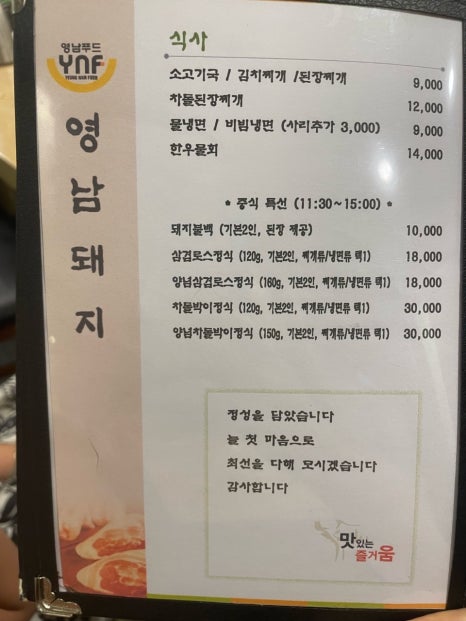 영남푸드
YNF
YEUNG NAM FOOD
영남돼지
식사
소고기국 / 김치찌개 /된장찌개 9,000
차돌된장찌개 12,000
물냉면 / 비빔냉면 (사리추가 3,000) 9,000
한우물회 14,000
* 중식 특선 (11:30~15:00) *
돼지불백 (기본2인, 된장 제공) 10,000
삼겹로스정식 (120g, 기본2인, 찌개류/냉면류 택1) 18,000
양념삼겹로스정식 (160g, 기본2인, 찌개류/냉면류 택1) 18,000
차돌박이정식 (120g, 기본2인, 찌개류/냉면류 택1) 30,000
양념차돌박이정식 (150g, 기본2인, 찌개류/냉면류 택1) 30,000
정성을 담았습니다
늘 첫 마음으로
최선을 다해 모시겠습니다
감사합니다
맛있는
즐거움